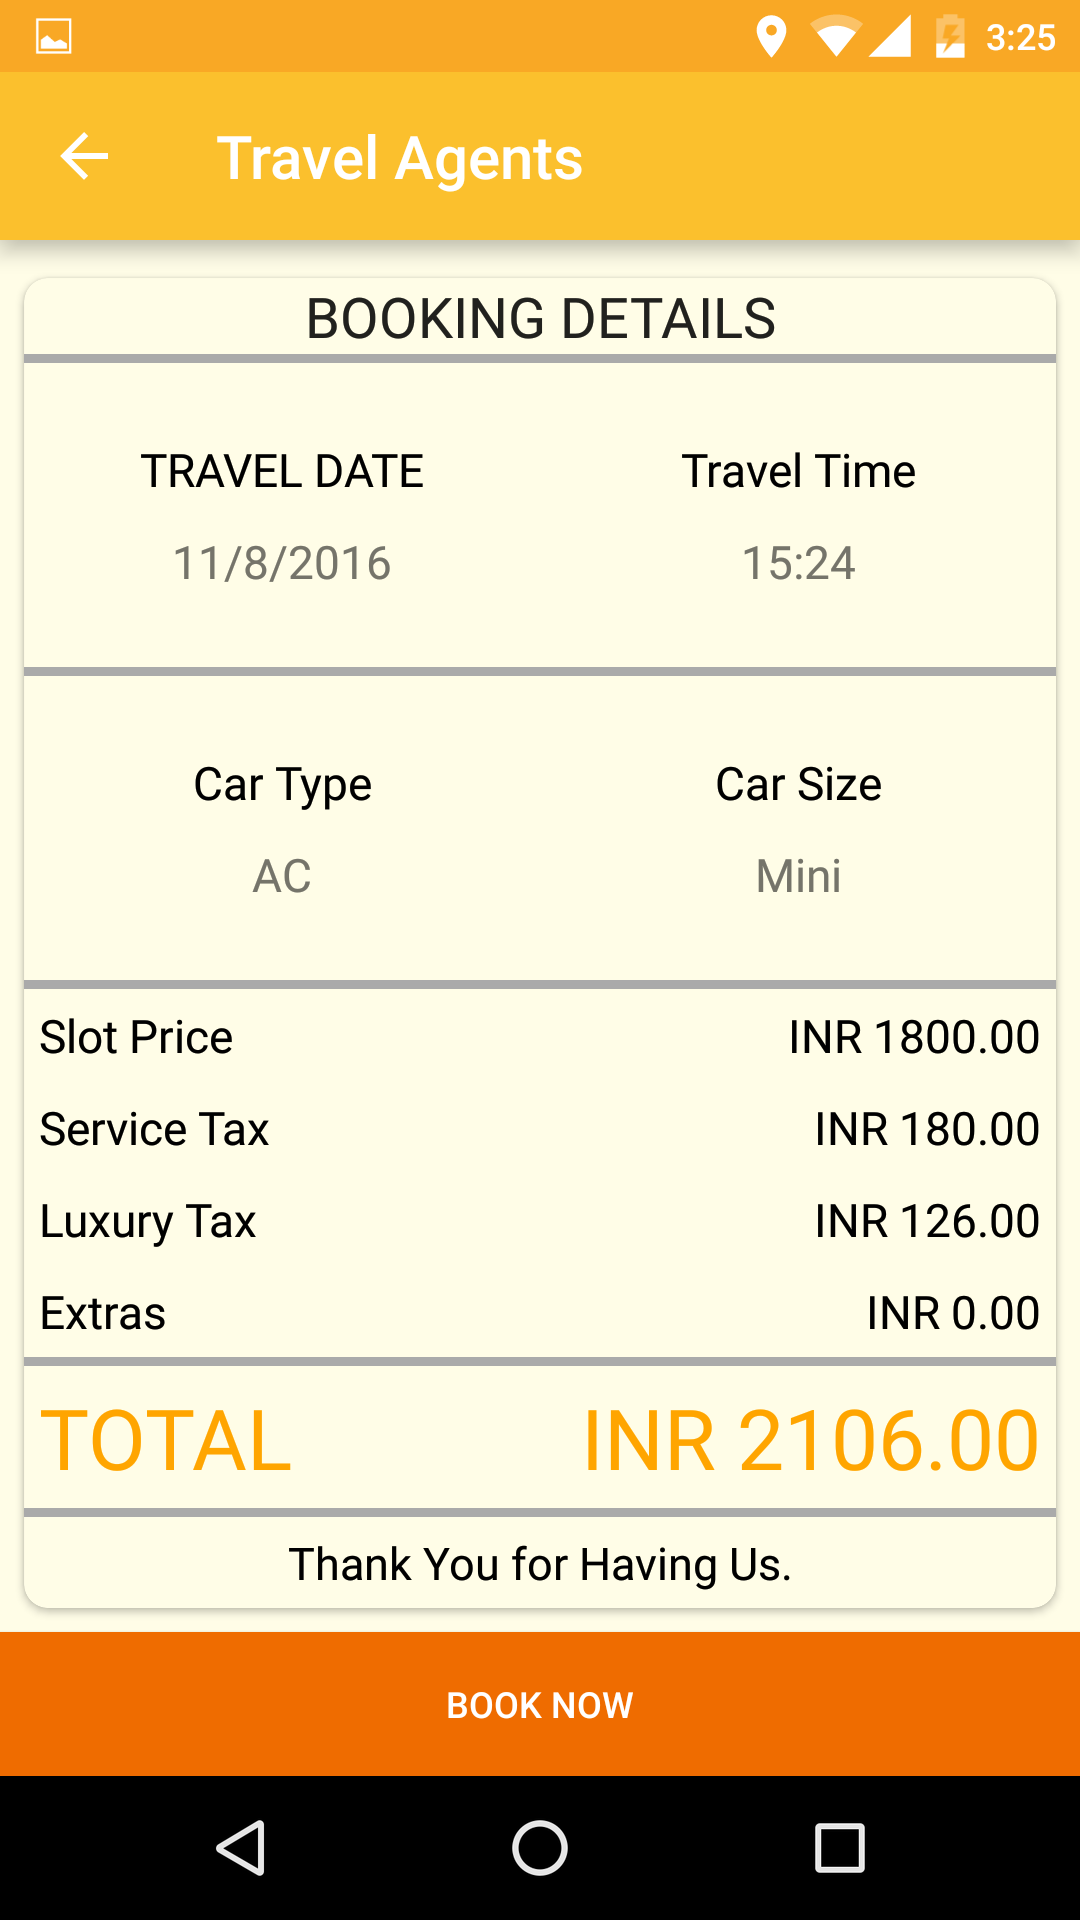 3:25
Travel Agents
BOOKING DETAILS
TRAVEL DATE Travel Time
11/8/2016 15:24
Car Type Car Size
AC Mini
Slot Price INR 1800.00
Service Tax INR 180.00
Luxury Tax INR 126.00
Extras INR 0.00
TOTAL INR 2106.00
Thank You for Having Us.
BOOK NOW